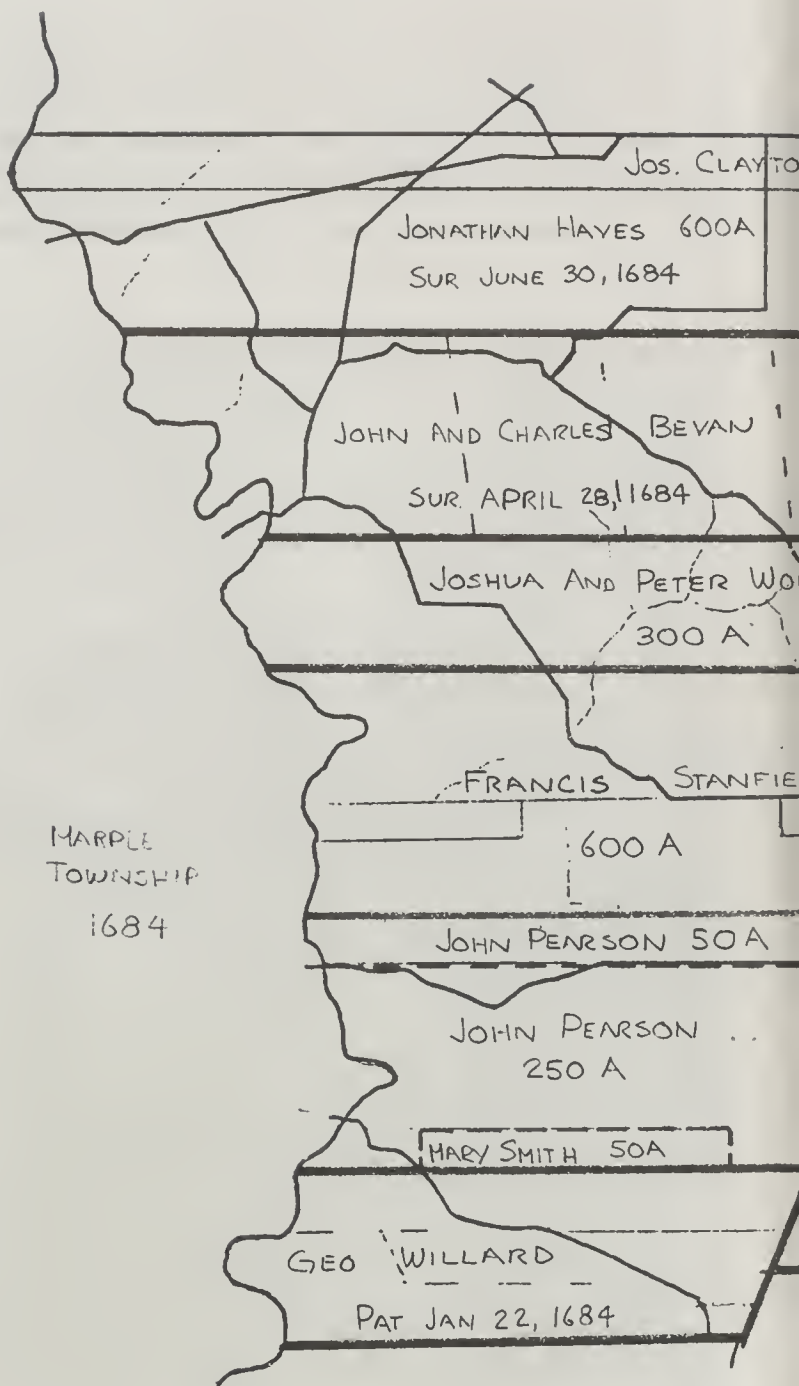 JOS. CLAYTO
JONATHAN HAYES 600A
SUR JUNE 30, 1684
JOHN AND CHARLES BEVAN
SUR. APRIL 28, 1684
JOSHUA AND PETER WO
300 A
FRANCIS STANFIE
600 A
MARPLE
TOWNSHIP
1684
JOHN PEARSON 50A
JOHN PEARSON
250 A
MARY SMITH 50A
GEO WILLARD
PAT JAN 22, 1684